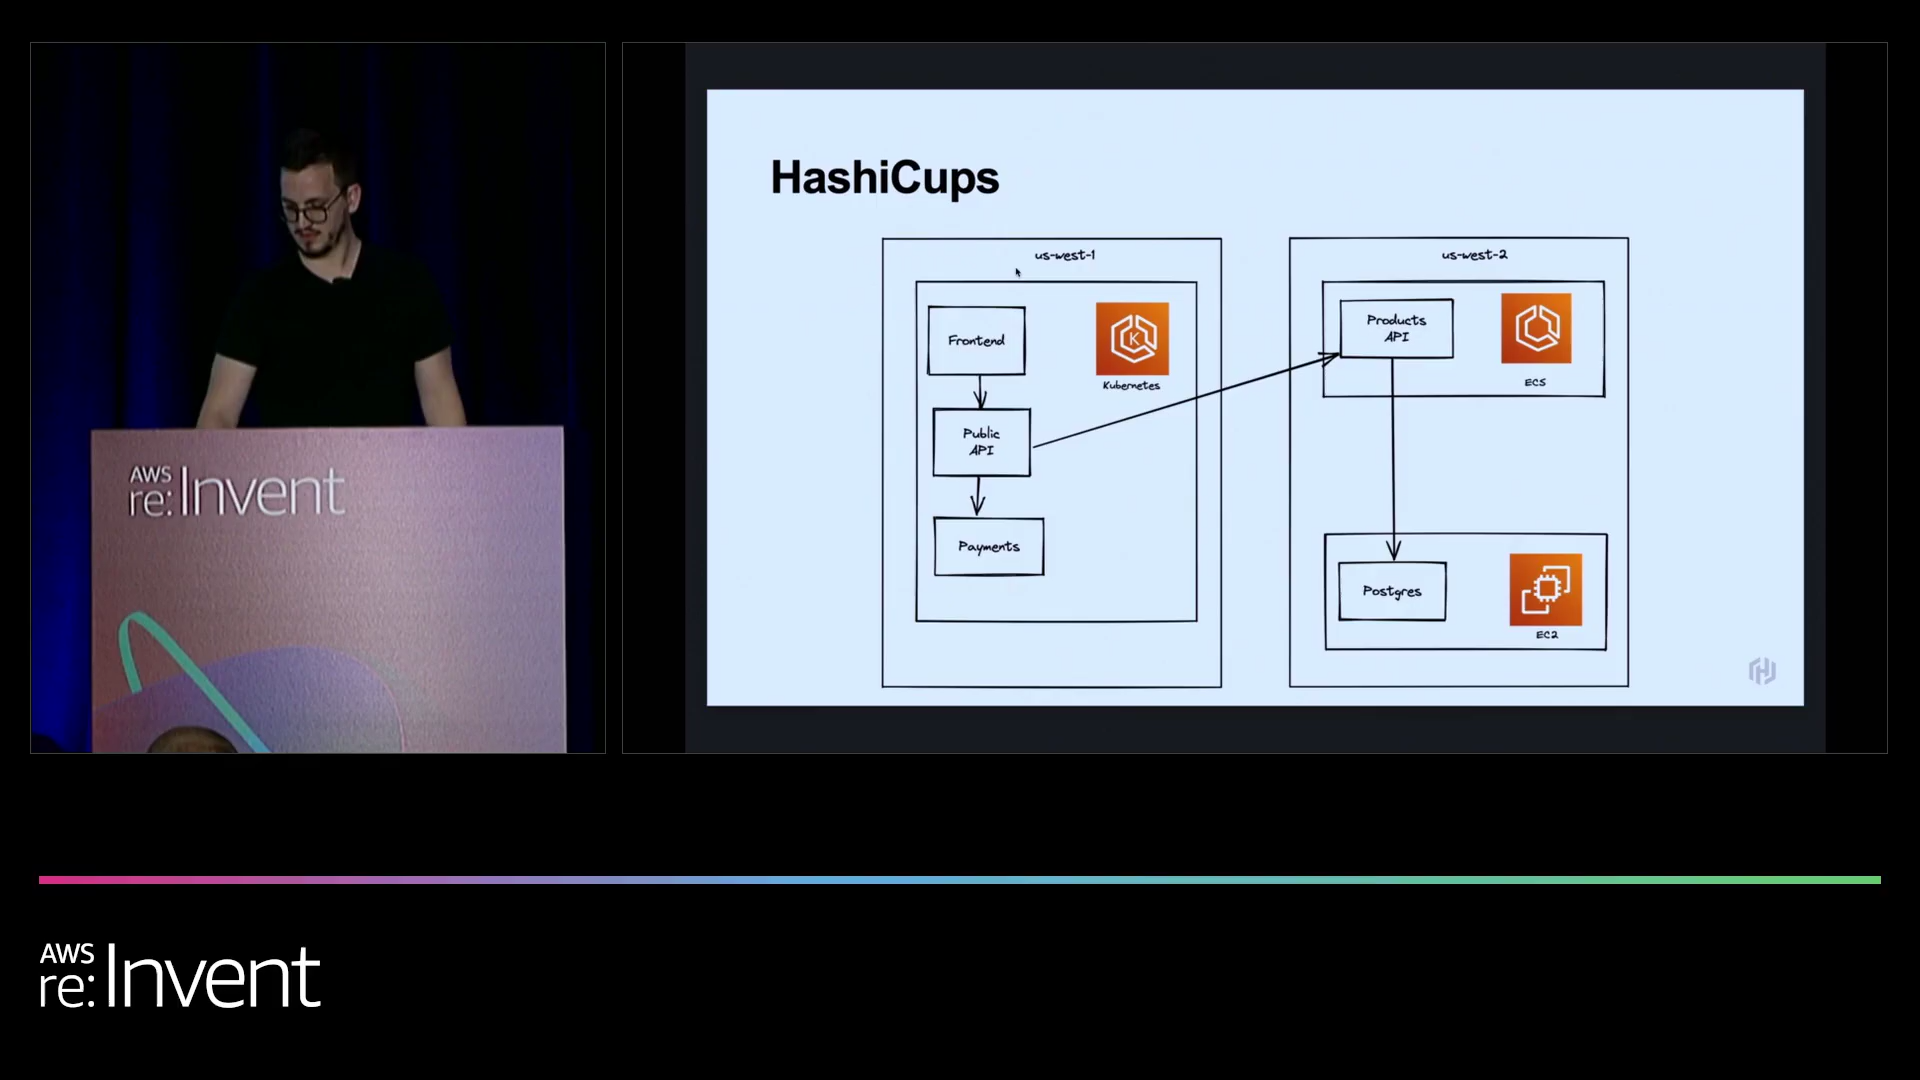 AWS
re:Invent
HashiCups
us-west-1
Frontend
Kubernetes
K
Public
API
Payments
us-west-2
Products
API
ECS
Postgres
EC2
AWS
re:Invent